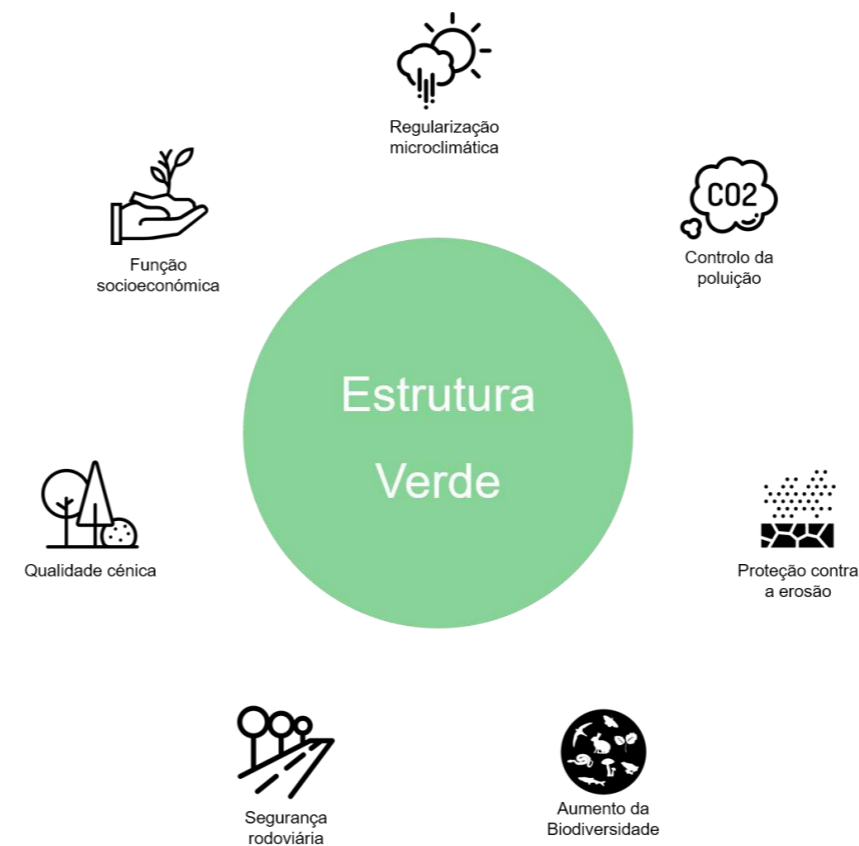 Regularização
microclimática
CO2
Controlo da
poluição
Função
socioeconómica
Estrutura
Verde
Qualidade cénica
Proteção contra
a erosão
Segurança
rodoviária
Aumento da
Biodiversidade